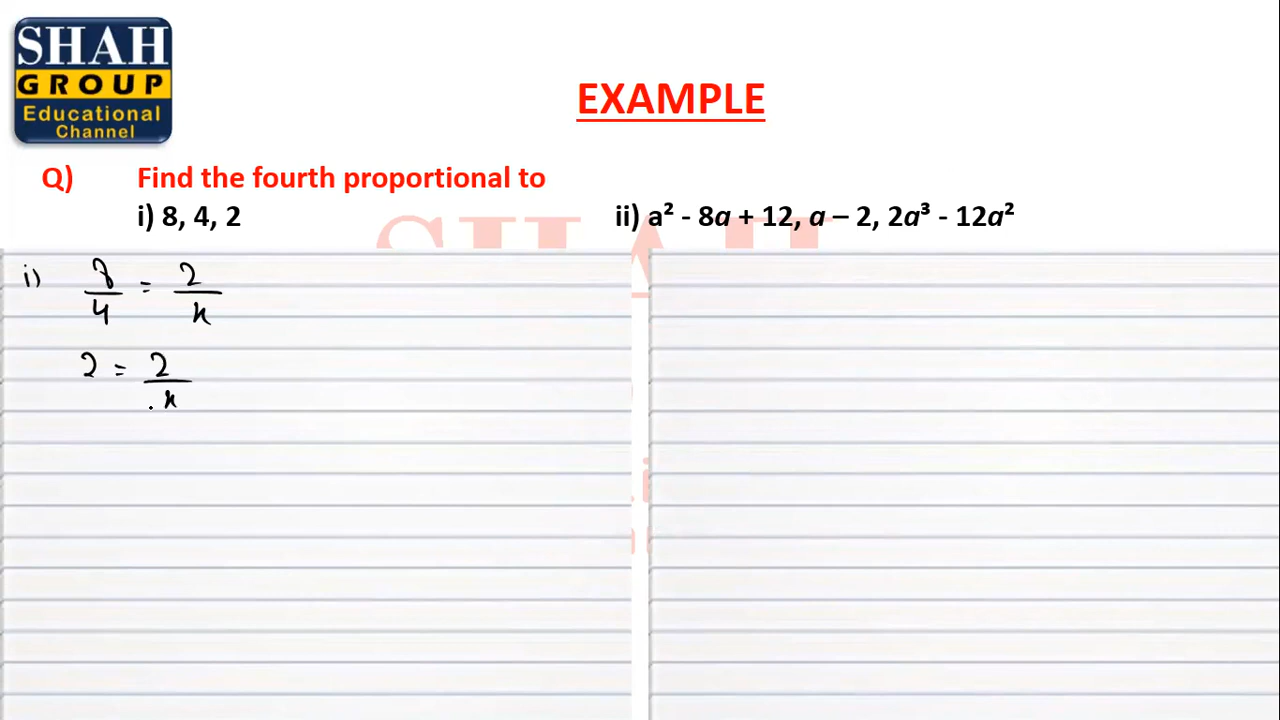 SHAH
GROUP
Educational
Channel
EXAMPLE
Q) Find the fourth proportional to
i) 8, 4, 2 ii) a² - 8a + 12, a – 2, 2a³ - 12a²
i) 8/4 = 2/x
2 = 2/x
SHAH